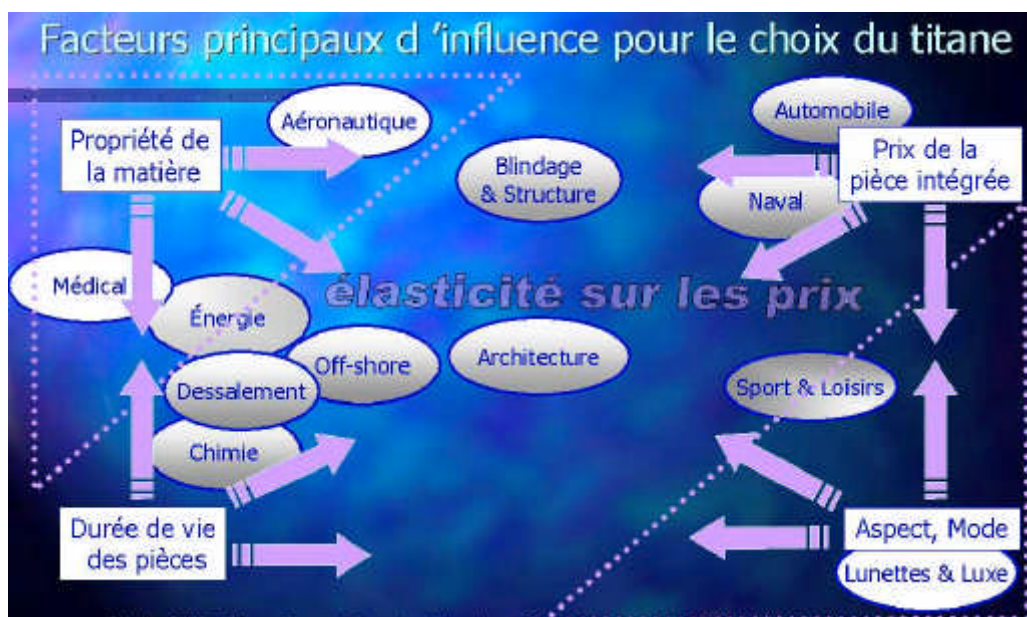 Facteurs principaux d 'influence pour le choix du titane
Aéronautique
Automobile
Propriété de
la matière
Blindage
& Structure
Prix de la
pièce intégrée
Naval
Médical
Énergie
élasticité sur les prix
Off-shore
Architecture
Dessalement
Sport & Loisirs
Chimie
Durée de vie
des pièces
Aspect, Mode
Lunettes & Luxe